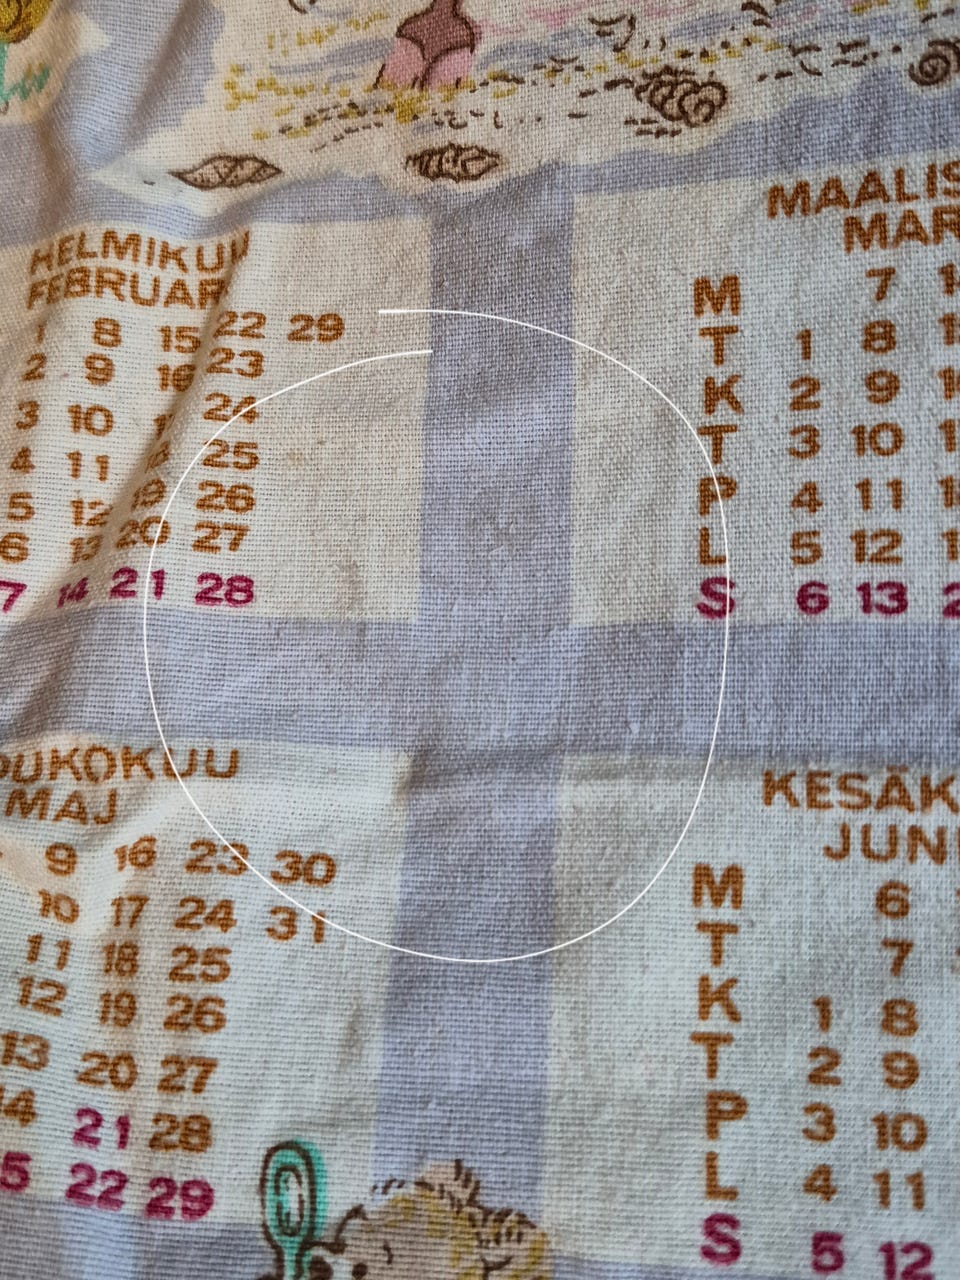 HELMIKUU
FEBRUAR
1 8 15 22 29
2 9 16 23
3 10 17 24
4 11 18 25
5 12 19 26
6 13 20 27
7 14 21 28
MAALIS
MAR
M 7
T 1 8
K 2 9
T 3 10
P 4 11
L 5 12
S 6 13
OUKOKUU
MAJ
9 16 23 30
10 17 24 31
11 18 25
12 19 26
13 20 27
14 21 28
15 22 29
KESÄK
JUNI
M 6
T 7
K 1 8
T 2 9
P 3 10
L 4 11
S 5 12